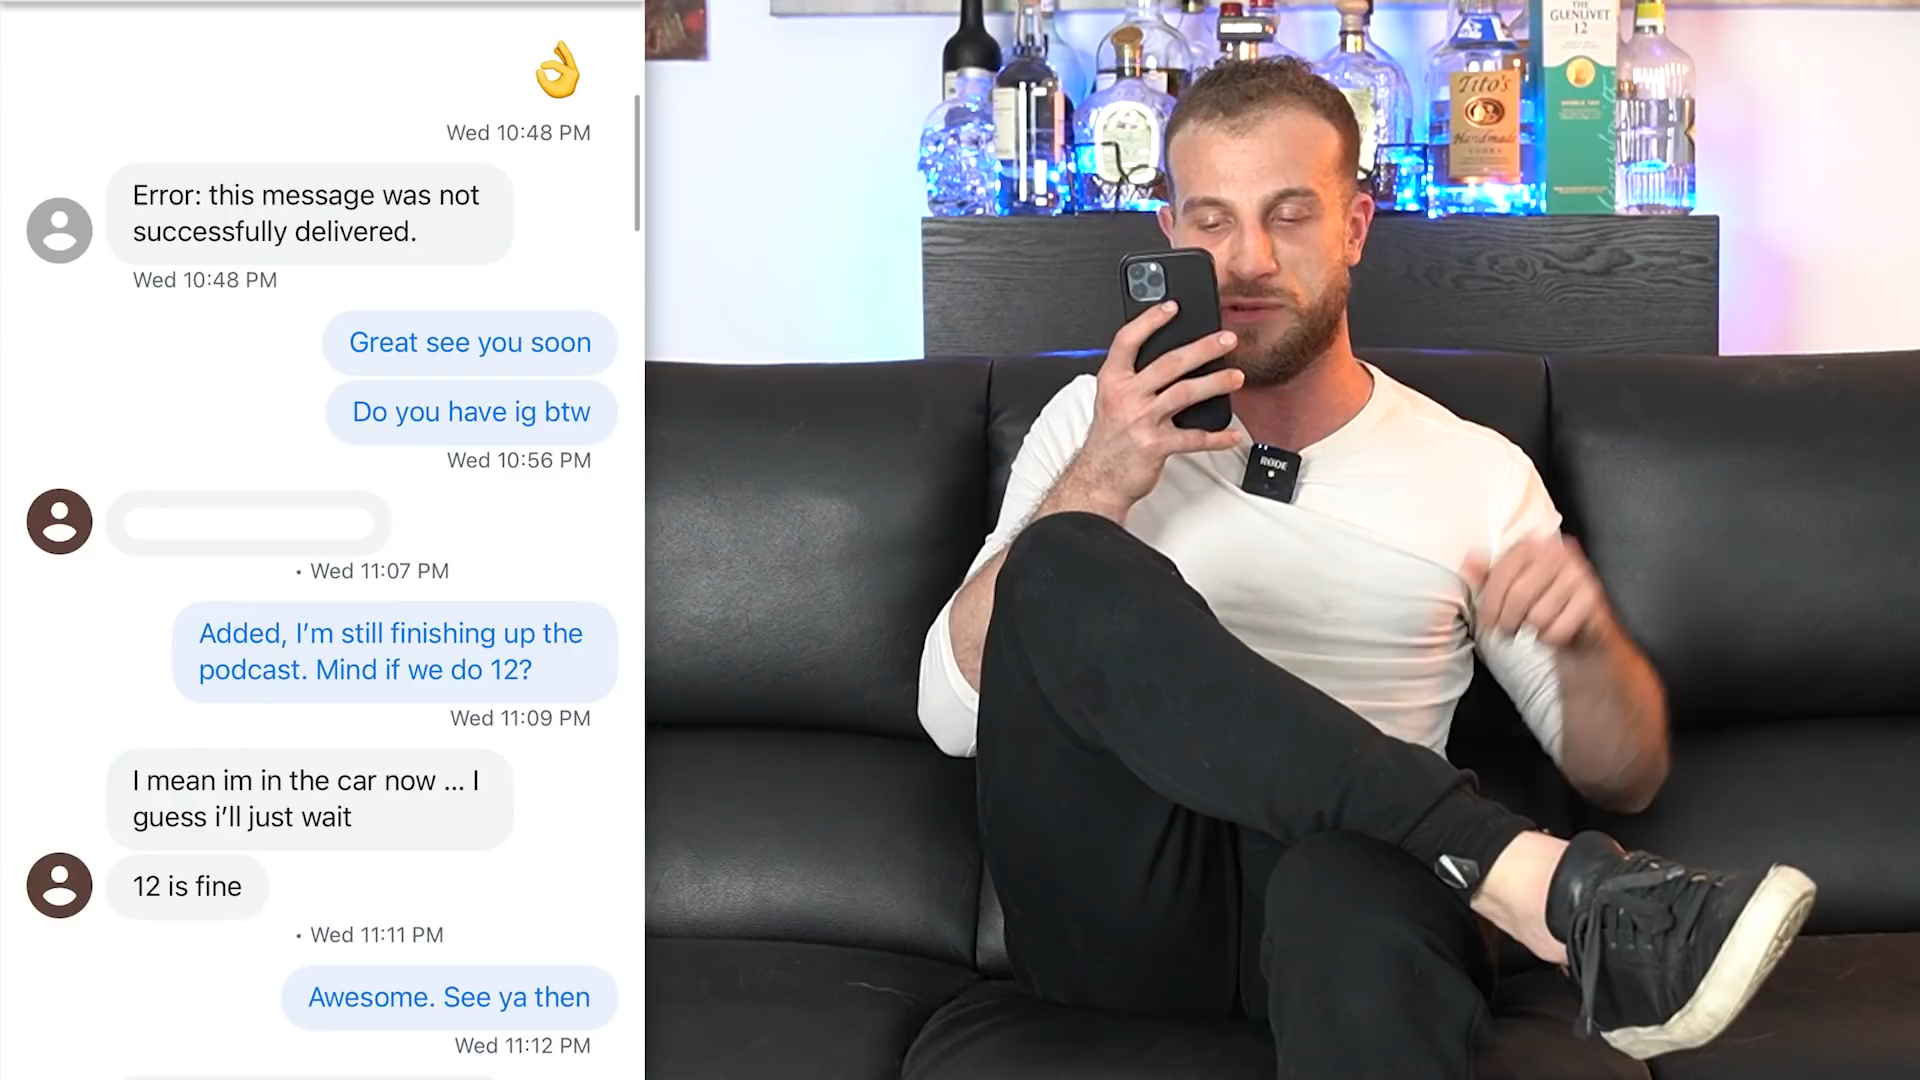 Wed 10:48 PM
Error: this message was not
successfully delivered.
Wed 10:48 PM
Great see you soon
Do you have ig btw
Wed 10:56 PM
• Wed 11:07 PM
Added, I’m still finishing up the
podcast. Mind if we do 12?
Wed 11:09 PM
I mean im in the car now ... I
guess i’ll just wait
12 is fine
• Wed 11:11 PM
Awesome. See ya then
Wed 11:12 PM
THE
GLENLIVET
12
Tito's
Handmade
VODKA
RØDE